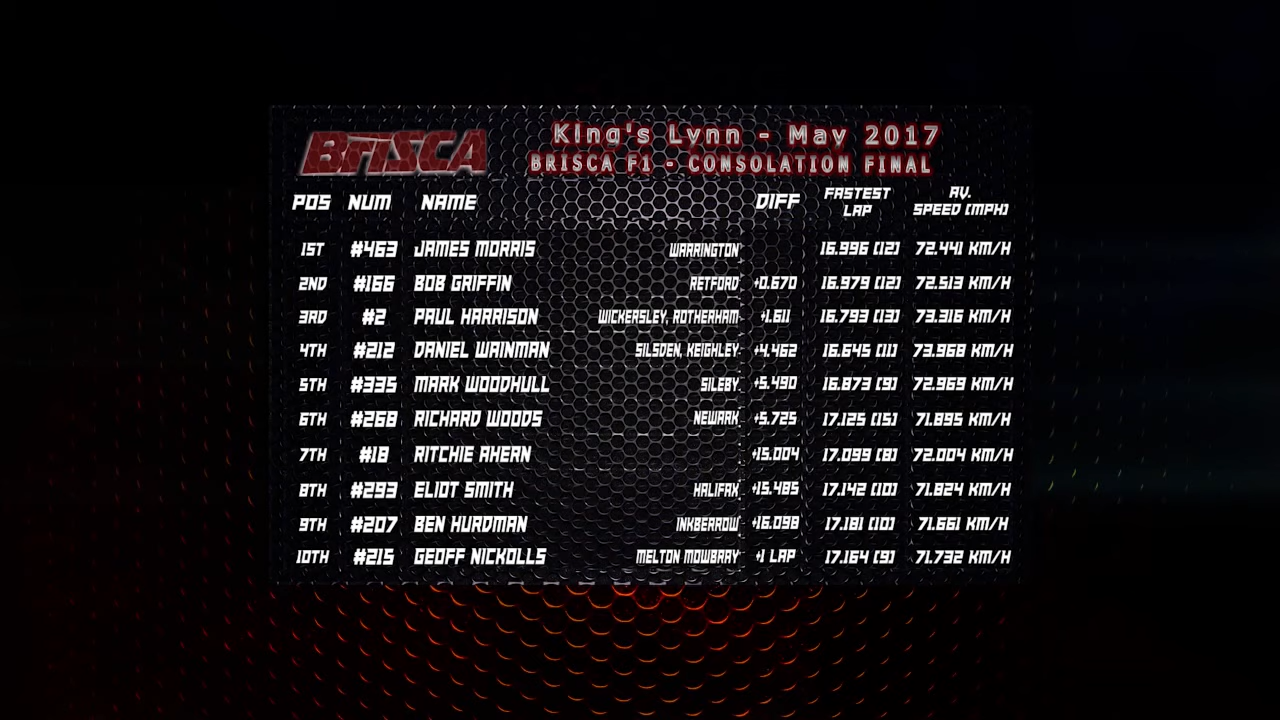 BRISCA
King's Lynn - May 2017
BRISCA F1 - CONSOLATION FINAL
POS NUM NAME DIFF FASTEST LAP AV. SPEED (MPH)
1ST #463 JAMES MORRIS WARRINGTON 16.996 (12) 72.441 KM/H
2ND #166 BOB GRIFFIN RETFORD +0.670 16.979 (12) 72.513 KM/H
3RD #2 PAUL HARRISON WICKERSLEY, ROTHERHAM +1.611 16.793 (13) 73.316 KM/H
4TH #212 DANIEL WAINMAN SILSDEN, KEIGHLEY +4.462 16.645 (11) 73.968 KM/H
5TH #335 MARK WOODHULL SILEBY +5.490 16.873 (9) 72.969 KM/H
6TH #268 RICHARD WOODS NEWARK +5.725 17.125 (15) 71.895 KM/H
7TH #18 RITCHIE AHERN +15.004 17.099 (8) 72.004 KM/H
8TH #293 ELIOT SMITH HALIFAX +15.485 17.142 (10) 71.824 KM/H
9TH #207 BEN HURDMAN INKBERROW +16.098 17.181 (10) 71.661 KM/H
10TH #215 GEOFF NICKOLLS MELTON MOWBRAY +1 LAP 17.164 (9) 71.732 KM/H